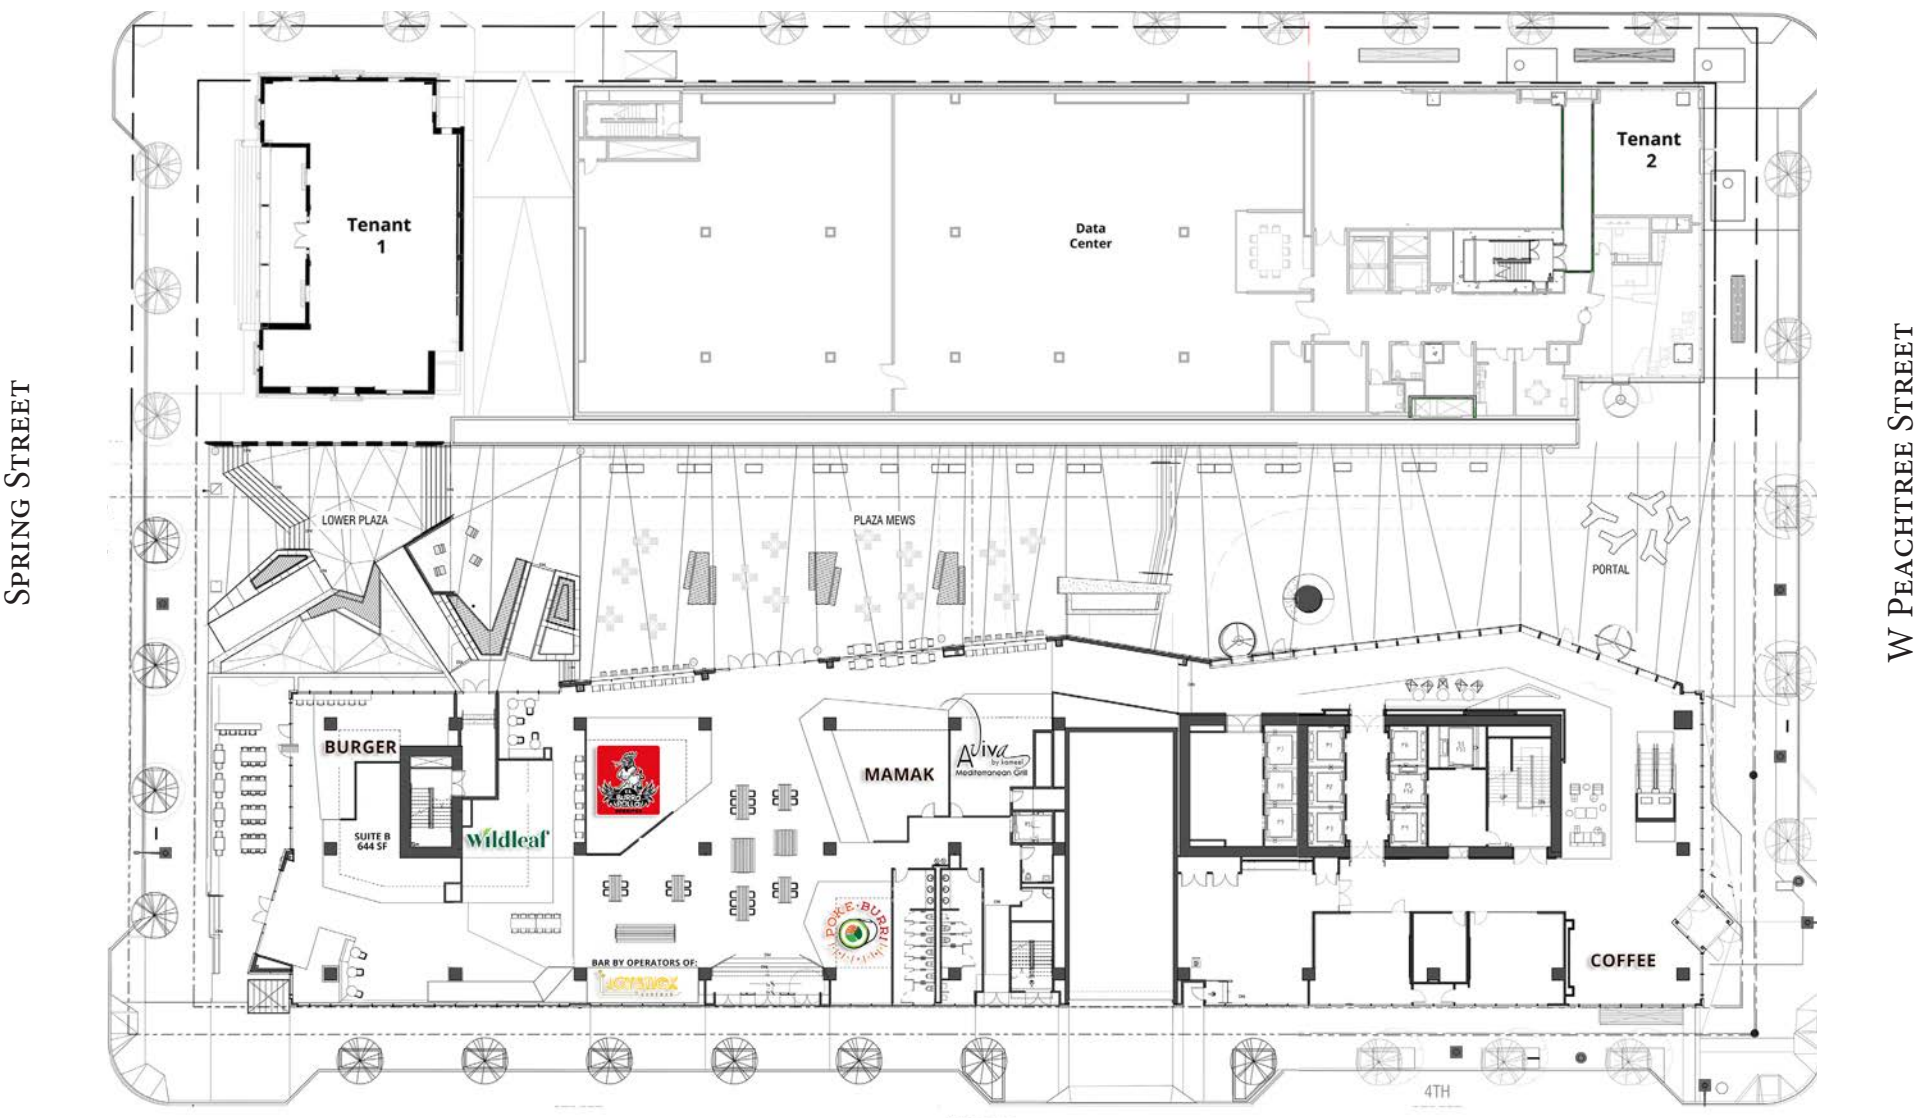 Tenant
1
Data
Center
Tenant
2
SPRING STREET
W PEACHTREE STREET
LOWER PLAZA
PLAZA MEWS
PORTAL
BURGER
SUITE B
644 SF
wildleaf
MAMAK
Aviva
by kameel
Mediterranean Grill
POKE BURRI
BAR BY OPERATORS OF:
COFFEE
4TH